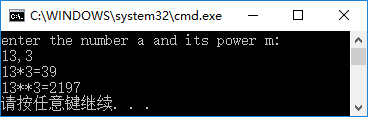 C:\WINDOWS\system32\cmd.exe
enter the number a and its power m:
13,3
13*3=39
13**3=2197
请按任意键继续. . .